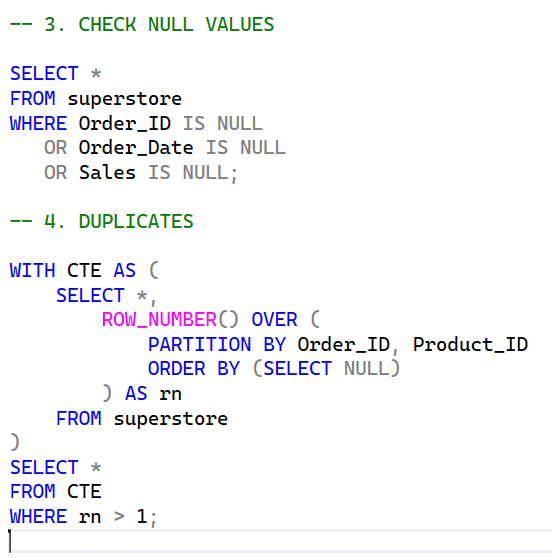 -- 3. CHECK NULL VALUES
SELECT *
FROM superstore
WHERE Order_ID IS NULL
   OR Order_Date IS NULL
   OR Sales IS NULL;
-- 4. DUPLICATES
WITH CTE AS (
    SELECT *,
        ROW_NUMBER() OVER (
            PARTITION BY Order_ID, Product_ID
            ORDER BY (SELECT NULL)
        ) AS rn
    FROM superstore
)
SELECT *
FROM CTE
WHERE rn > 1;